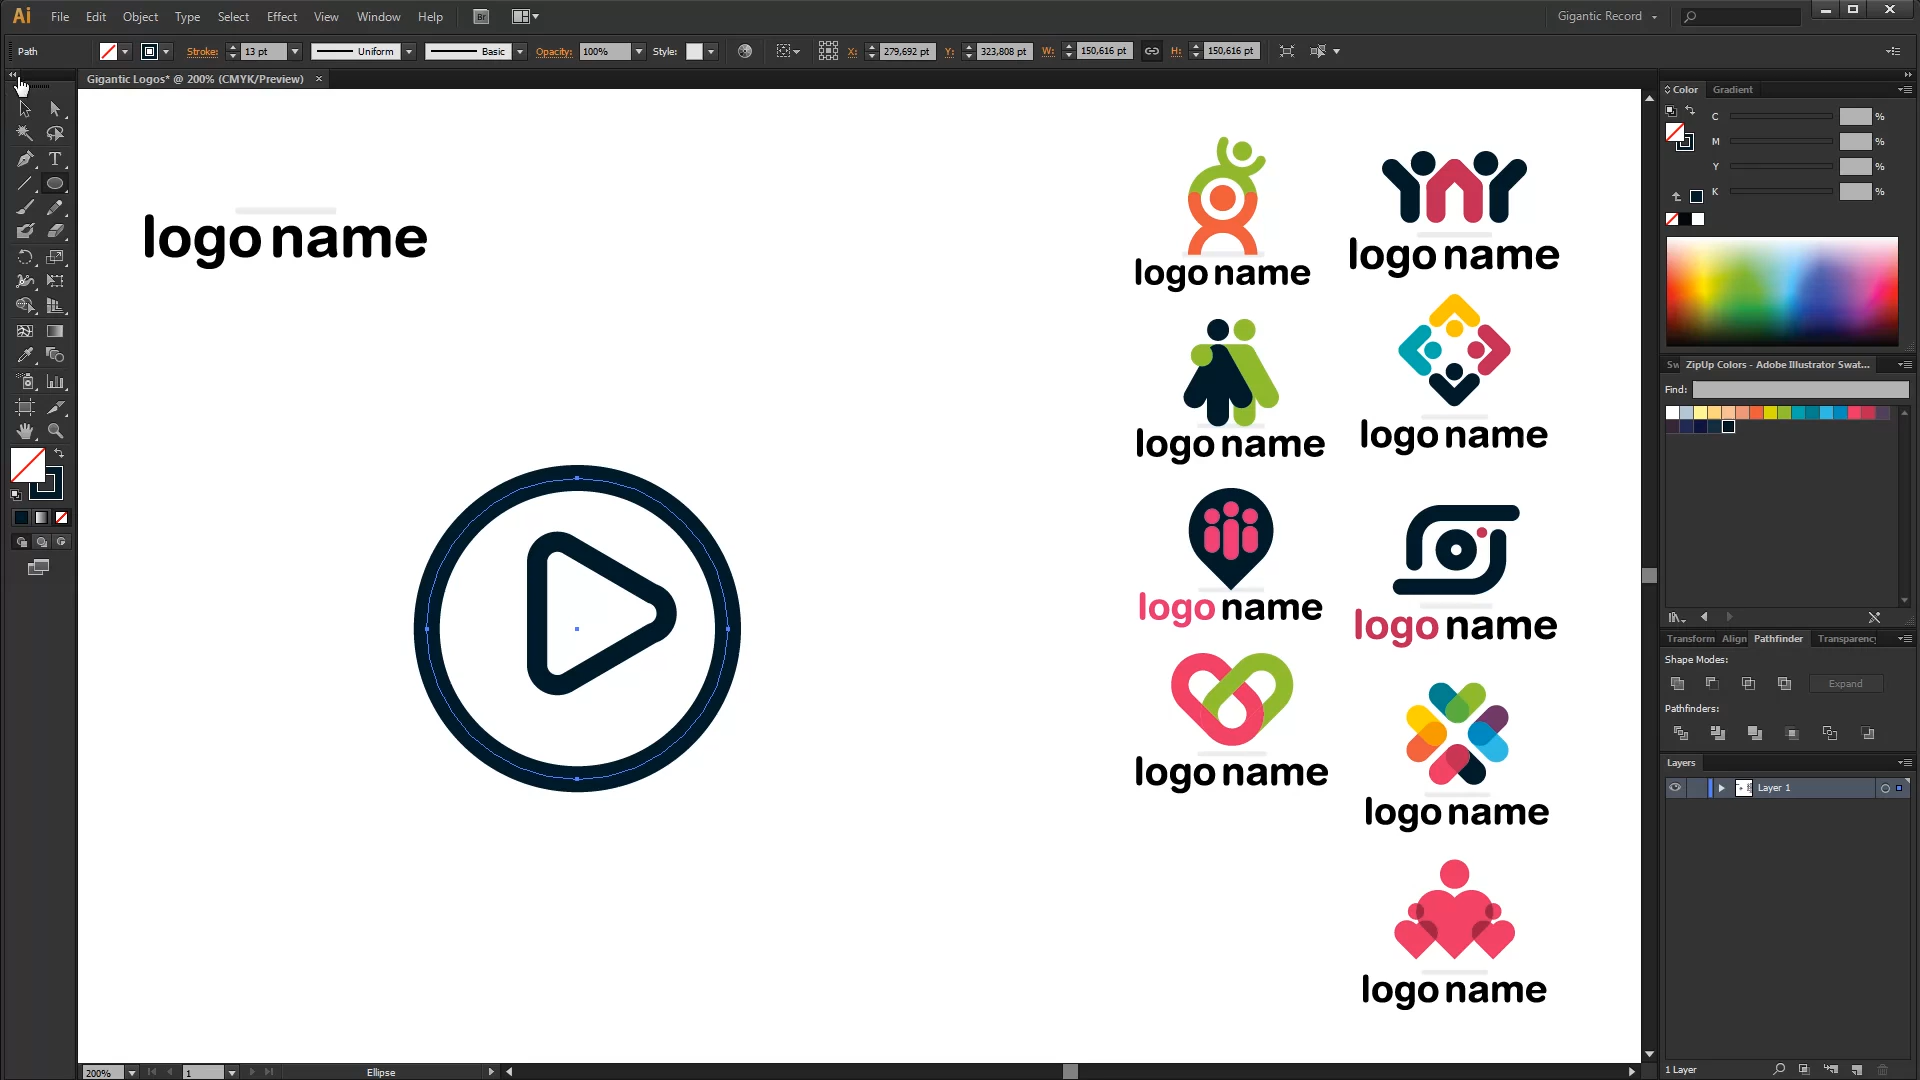 Ai File Edit Object Type Select Effect View Window Help Br Gigantic Record
Path Stroke: 13 pt Uniform Basic Opacity: 100% Style: X: 279,692 pt Y: 323,808 pt W: 150,616 pt H: 150,616 pt
Gigantic Logos* @ 200% (CMYK/Preview)
logo name
logo name
logo name
logo name
logo name
logo name
logo name
logo name
logo name
logo name
Color Gradient
C %
M %
Y %
K %
Sw ZipUp Colors - Adobe Illustrator Swat...
Find:
Transform Align Pathfinder Transparency
Shape Modes:
Expand
Pathfinders:
Layers
Layer 1
200% 1 Ellipse
1 Layer